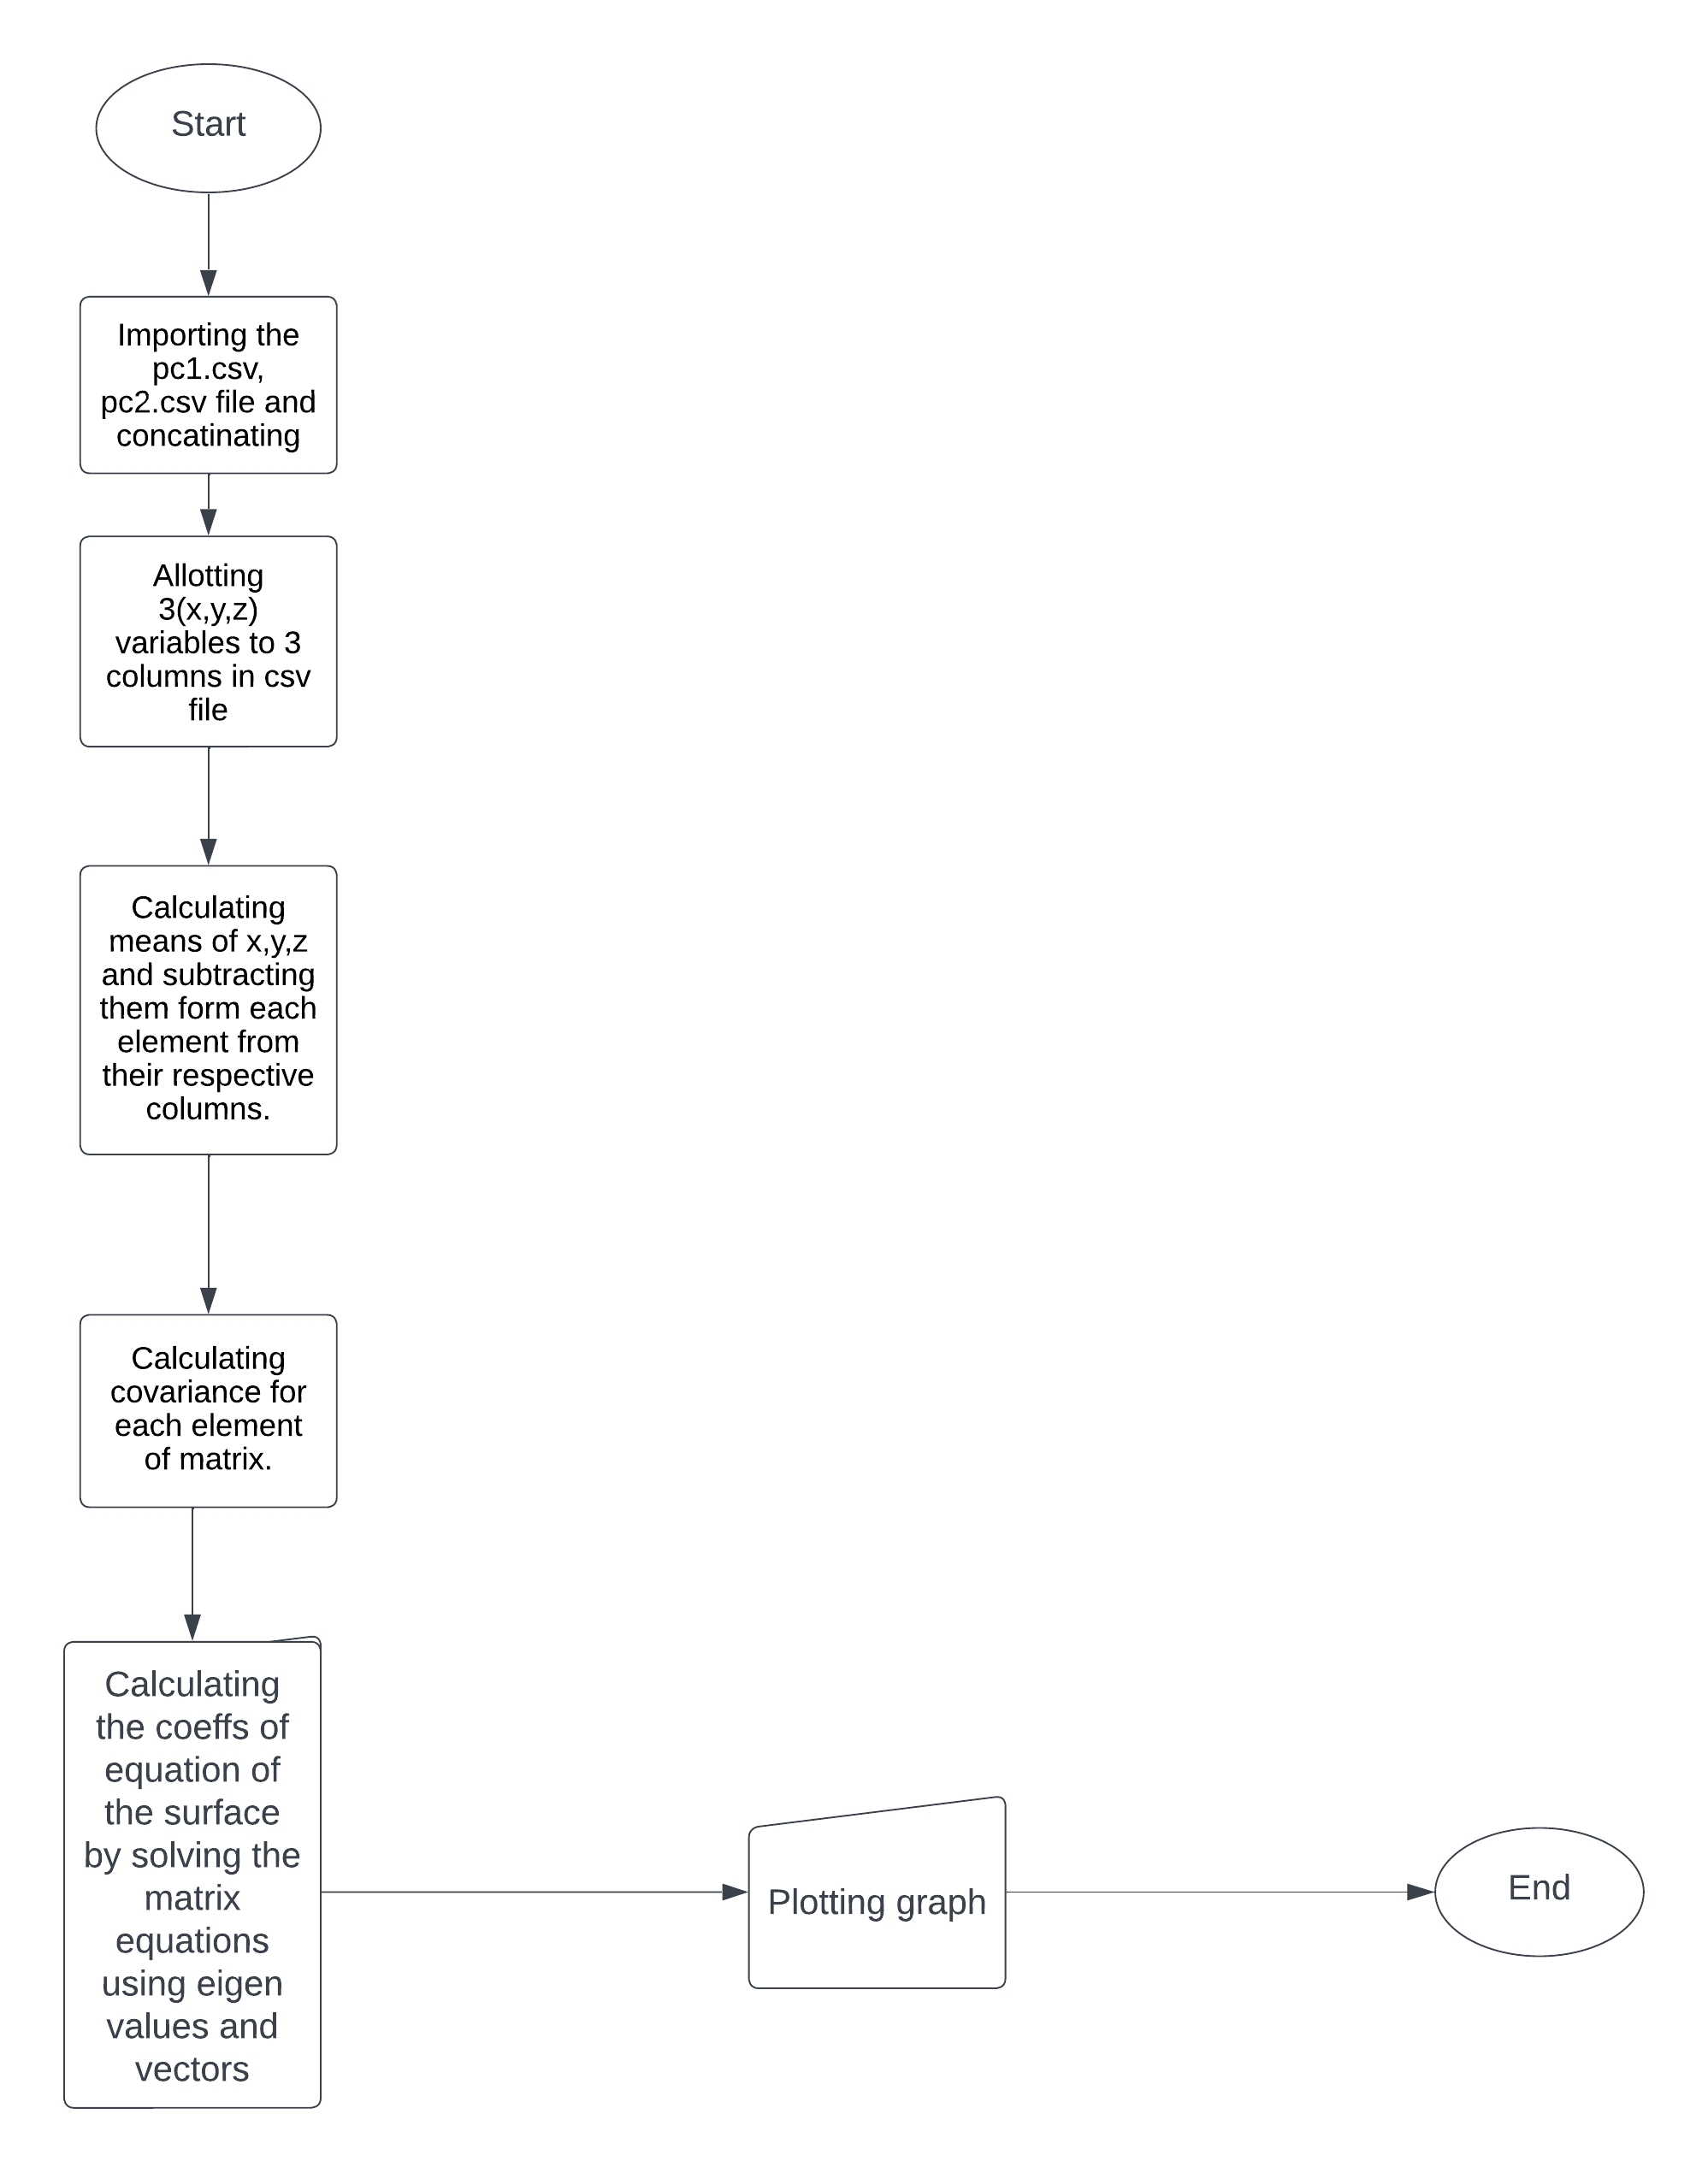 Start
Importing the
pc1.csv,
pc2.csv file and
concatinating
Allotting
3(x,y,z)
variables to 3
columns in csv
file
Calculating
means of x,y,z
and subtracting
them form each
element from
their respective
columns.
Calculating
covariance for
each element
of matrix.
Calculating
the coeffs of
equation of
the surface
by solving the
matrix
equations
using eigen
values and
vectors
Plotting graph
End